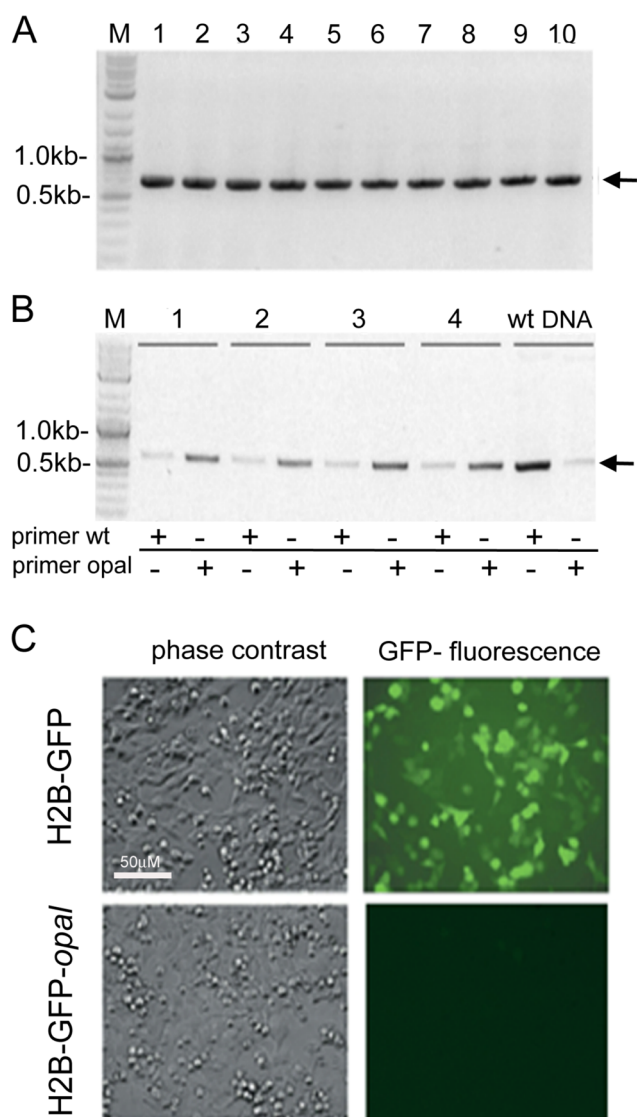 A
M 1 2 3 4 5 6 7 8 9 10
1.0kb-
0.5kb-
B
M 1 2 3 4 wt DNA
1.0kb-
0.5kb-
primer wt + - + - + - + - + -
primer opal - + - + - + - + - +
C
phase contrast GFP- fluorescence
H2B-GFP
50µM
H2B-GFP-opal